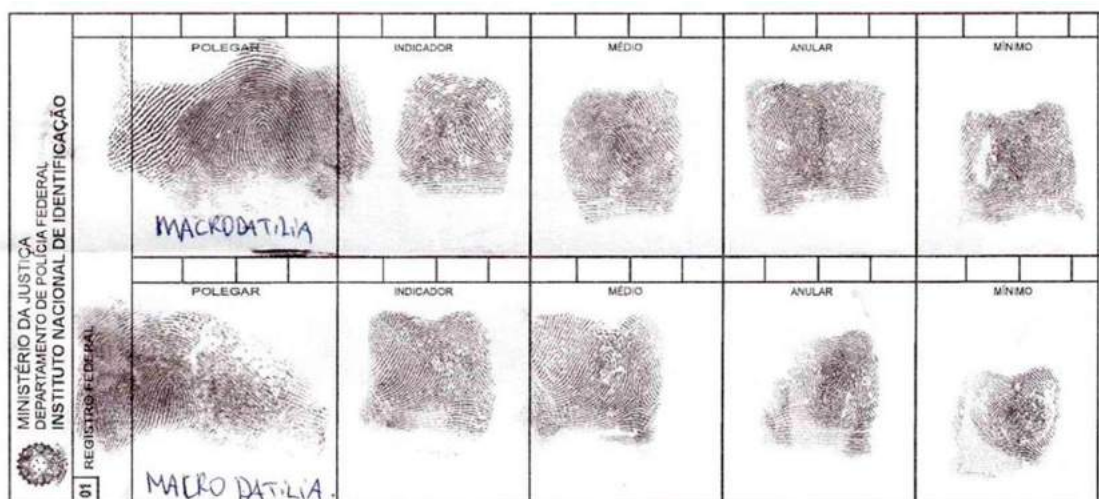 MINISTÉRIO DA JUSTIÇA
DEPARTAMENTO DE POLÍCIA FEDERAL
INSTITUTO NACIONAL DE IDENTIFICAÇÃO
01
REGISTRO FEDERAL
POLEGAR INDICADOR MÉDIO ANULAR MÍNIMO
MACRODATILIA
POLEGAR INDICADOR MÉDIO ANULAR MÍNIMO
MACRO DATILIA.